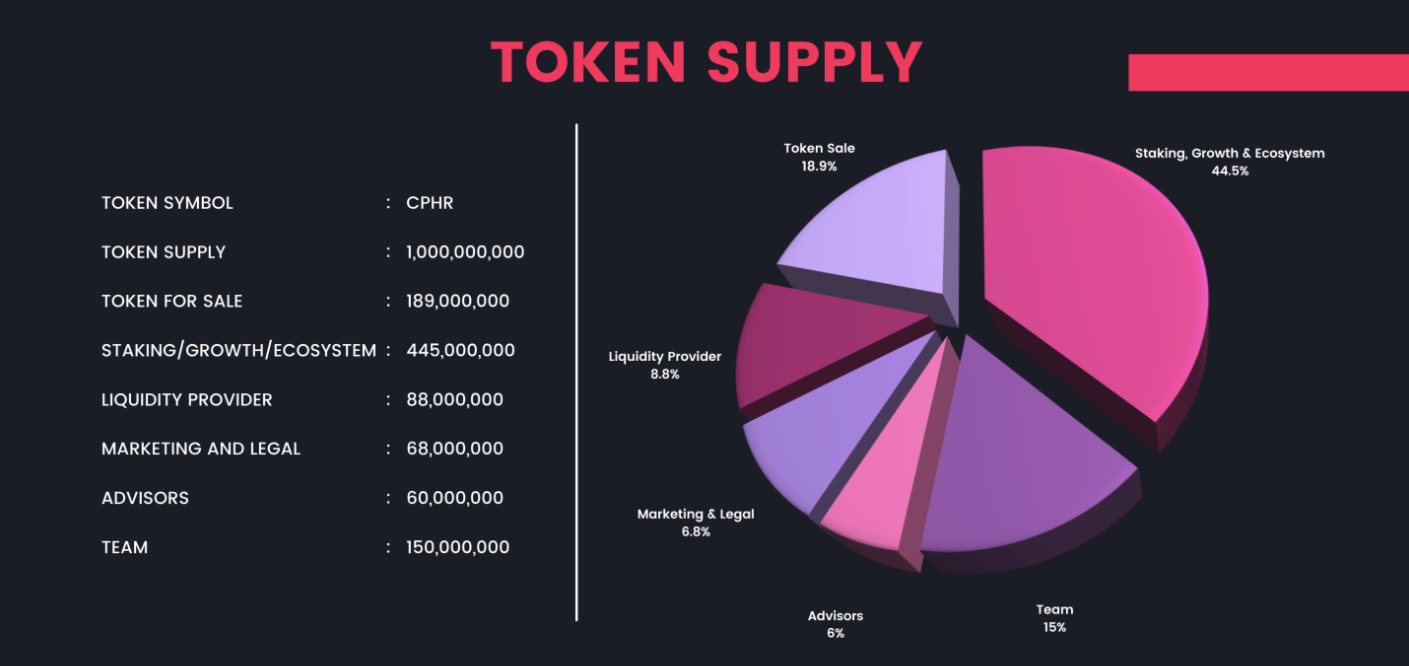 TOKEN SUPPLY
TOKEN SYMBOL : CPHR
TOKEN SUPPLY : 1,000,000,000
TOKEN FOR SALE : 189,000,000
STAKING/GROWTH/ECOSYSTEM : 445,000,000
LIQUIDITY PROVIDER : 88,000,000
MARKETING AND LEGAL : 68,000,000
ADVISORS : 60,000,000
TEAM : 150,000,000
Token Sale
18.9%
Staking, Growth & Ecosystem
44.5%
Liquidity Provider
8.8%
Marketing & Legal
6.8%
Advisors
6%
Team
15%